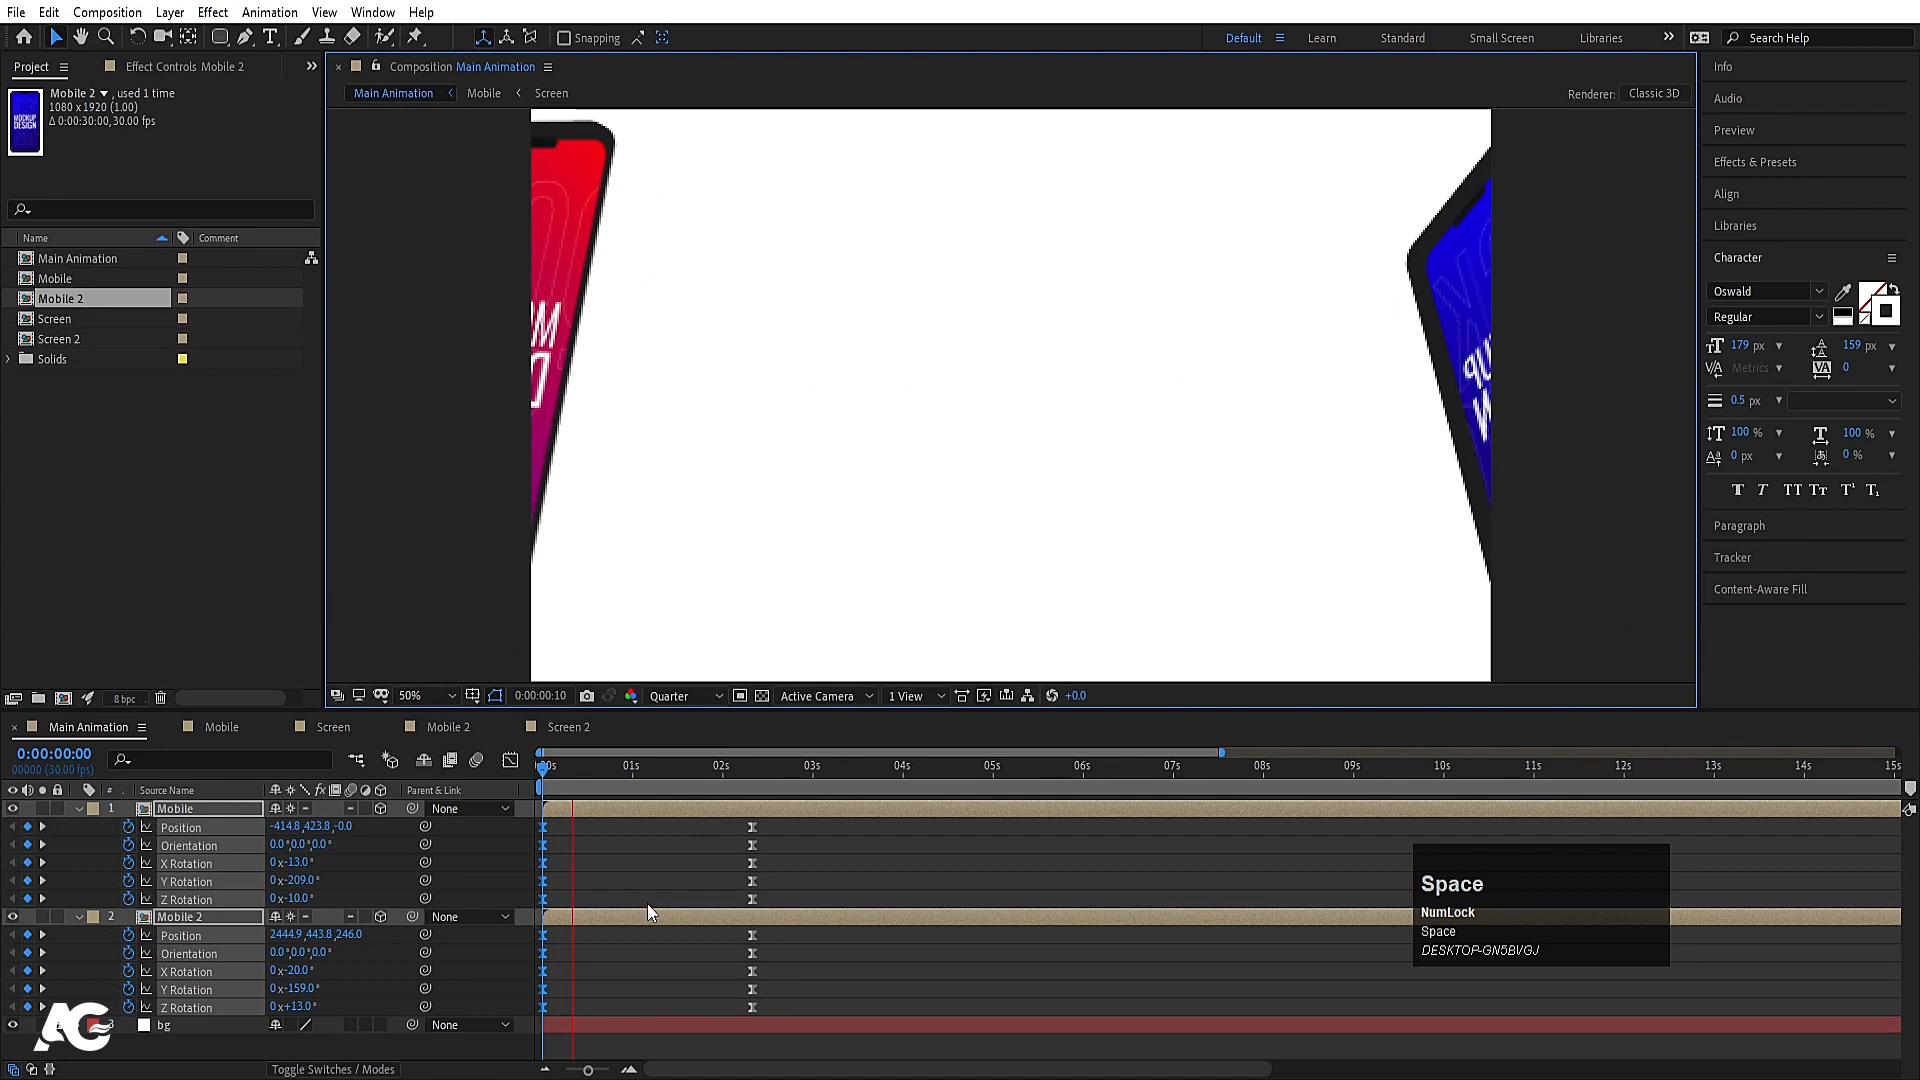 File Edit Composition Layer Effect Animation View Window Help
Snapping
Default Learn Standard Small Screen Libraries Search Help
Project Effect Controls Mobile 2
Composition Main Animation
Main Animation Mobile Screen
Renderer: Classic 3D
Mobile 2 , used 1 time
1080 x 1920 (1.00)
Δ 0:00:30:00, 30.00 fps
MOCKUP
DESIGN
Name Comment
Main Animation
Mobile
Mobile 2
Screen
Screen 2
Solids
8 bpc
50% 0:00:00:10 Quarter Active Camera 1 View +0.0
Info
Audio
Preview
Effects & Presets
Align
Libraries
Character
Oswald
Regular
179 px 159 px
Metrics 0
0.5 px
100 % 100 %
0 px 0 %
Paragraph
Tracker
Content-Aware Fill
Main Animation Mobile Screen Mobile 2 Screen 2
0:00:00:00
00000 (30.00 fps)
00s 01s 02s 03s 04s 05s 06s 07s 08s 09s 10s 11s 12s 13s 14s 15s
# Source Name Parent & Link
1 Mobile None
Position -414.8,423.8,-0.0
Orientation 0.0°,0.0°,0.0°
X Rotation 0x-13.0°
Y Rotation 0x-209.0°
Z Rotation 0x-10.0°
2 Mobile 2 None
Position 2444.9,443.8,246.0
Orientation 0.0°,0.0°,0.0°
X Rotation 0x-20.0°
Y Rotation 0x-159.0°
Z Rotation 0x+13.0°
3 bg None
Toggle Switches / Modes
Space
NumLock
Space
DESKTOP-GN5BVGJ
AG